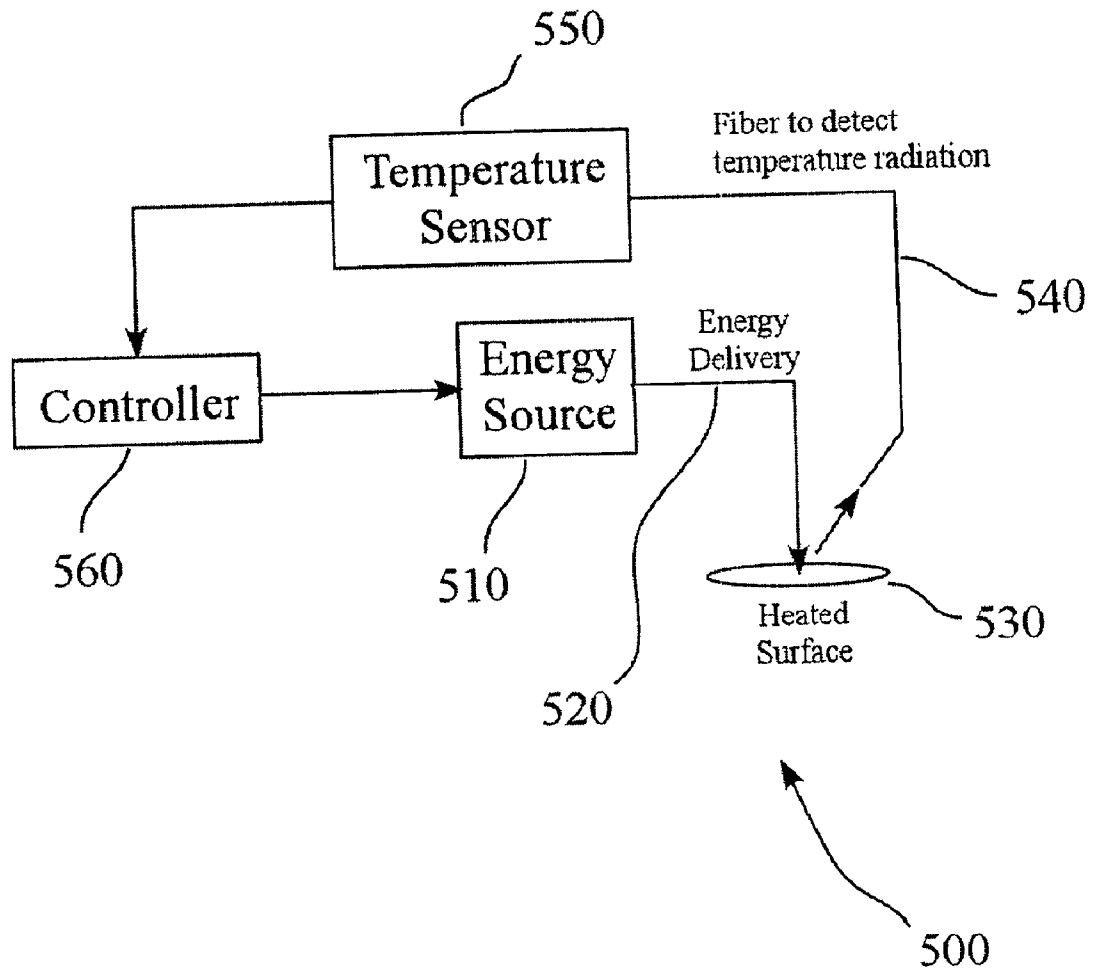 550
Fiber to detect
temperature radiation
Temperature
Sensor
540
Energy
Delivery
Energy
Source
Controller
560
510
530
Heated
Surface
520
500